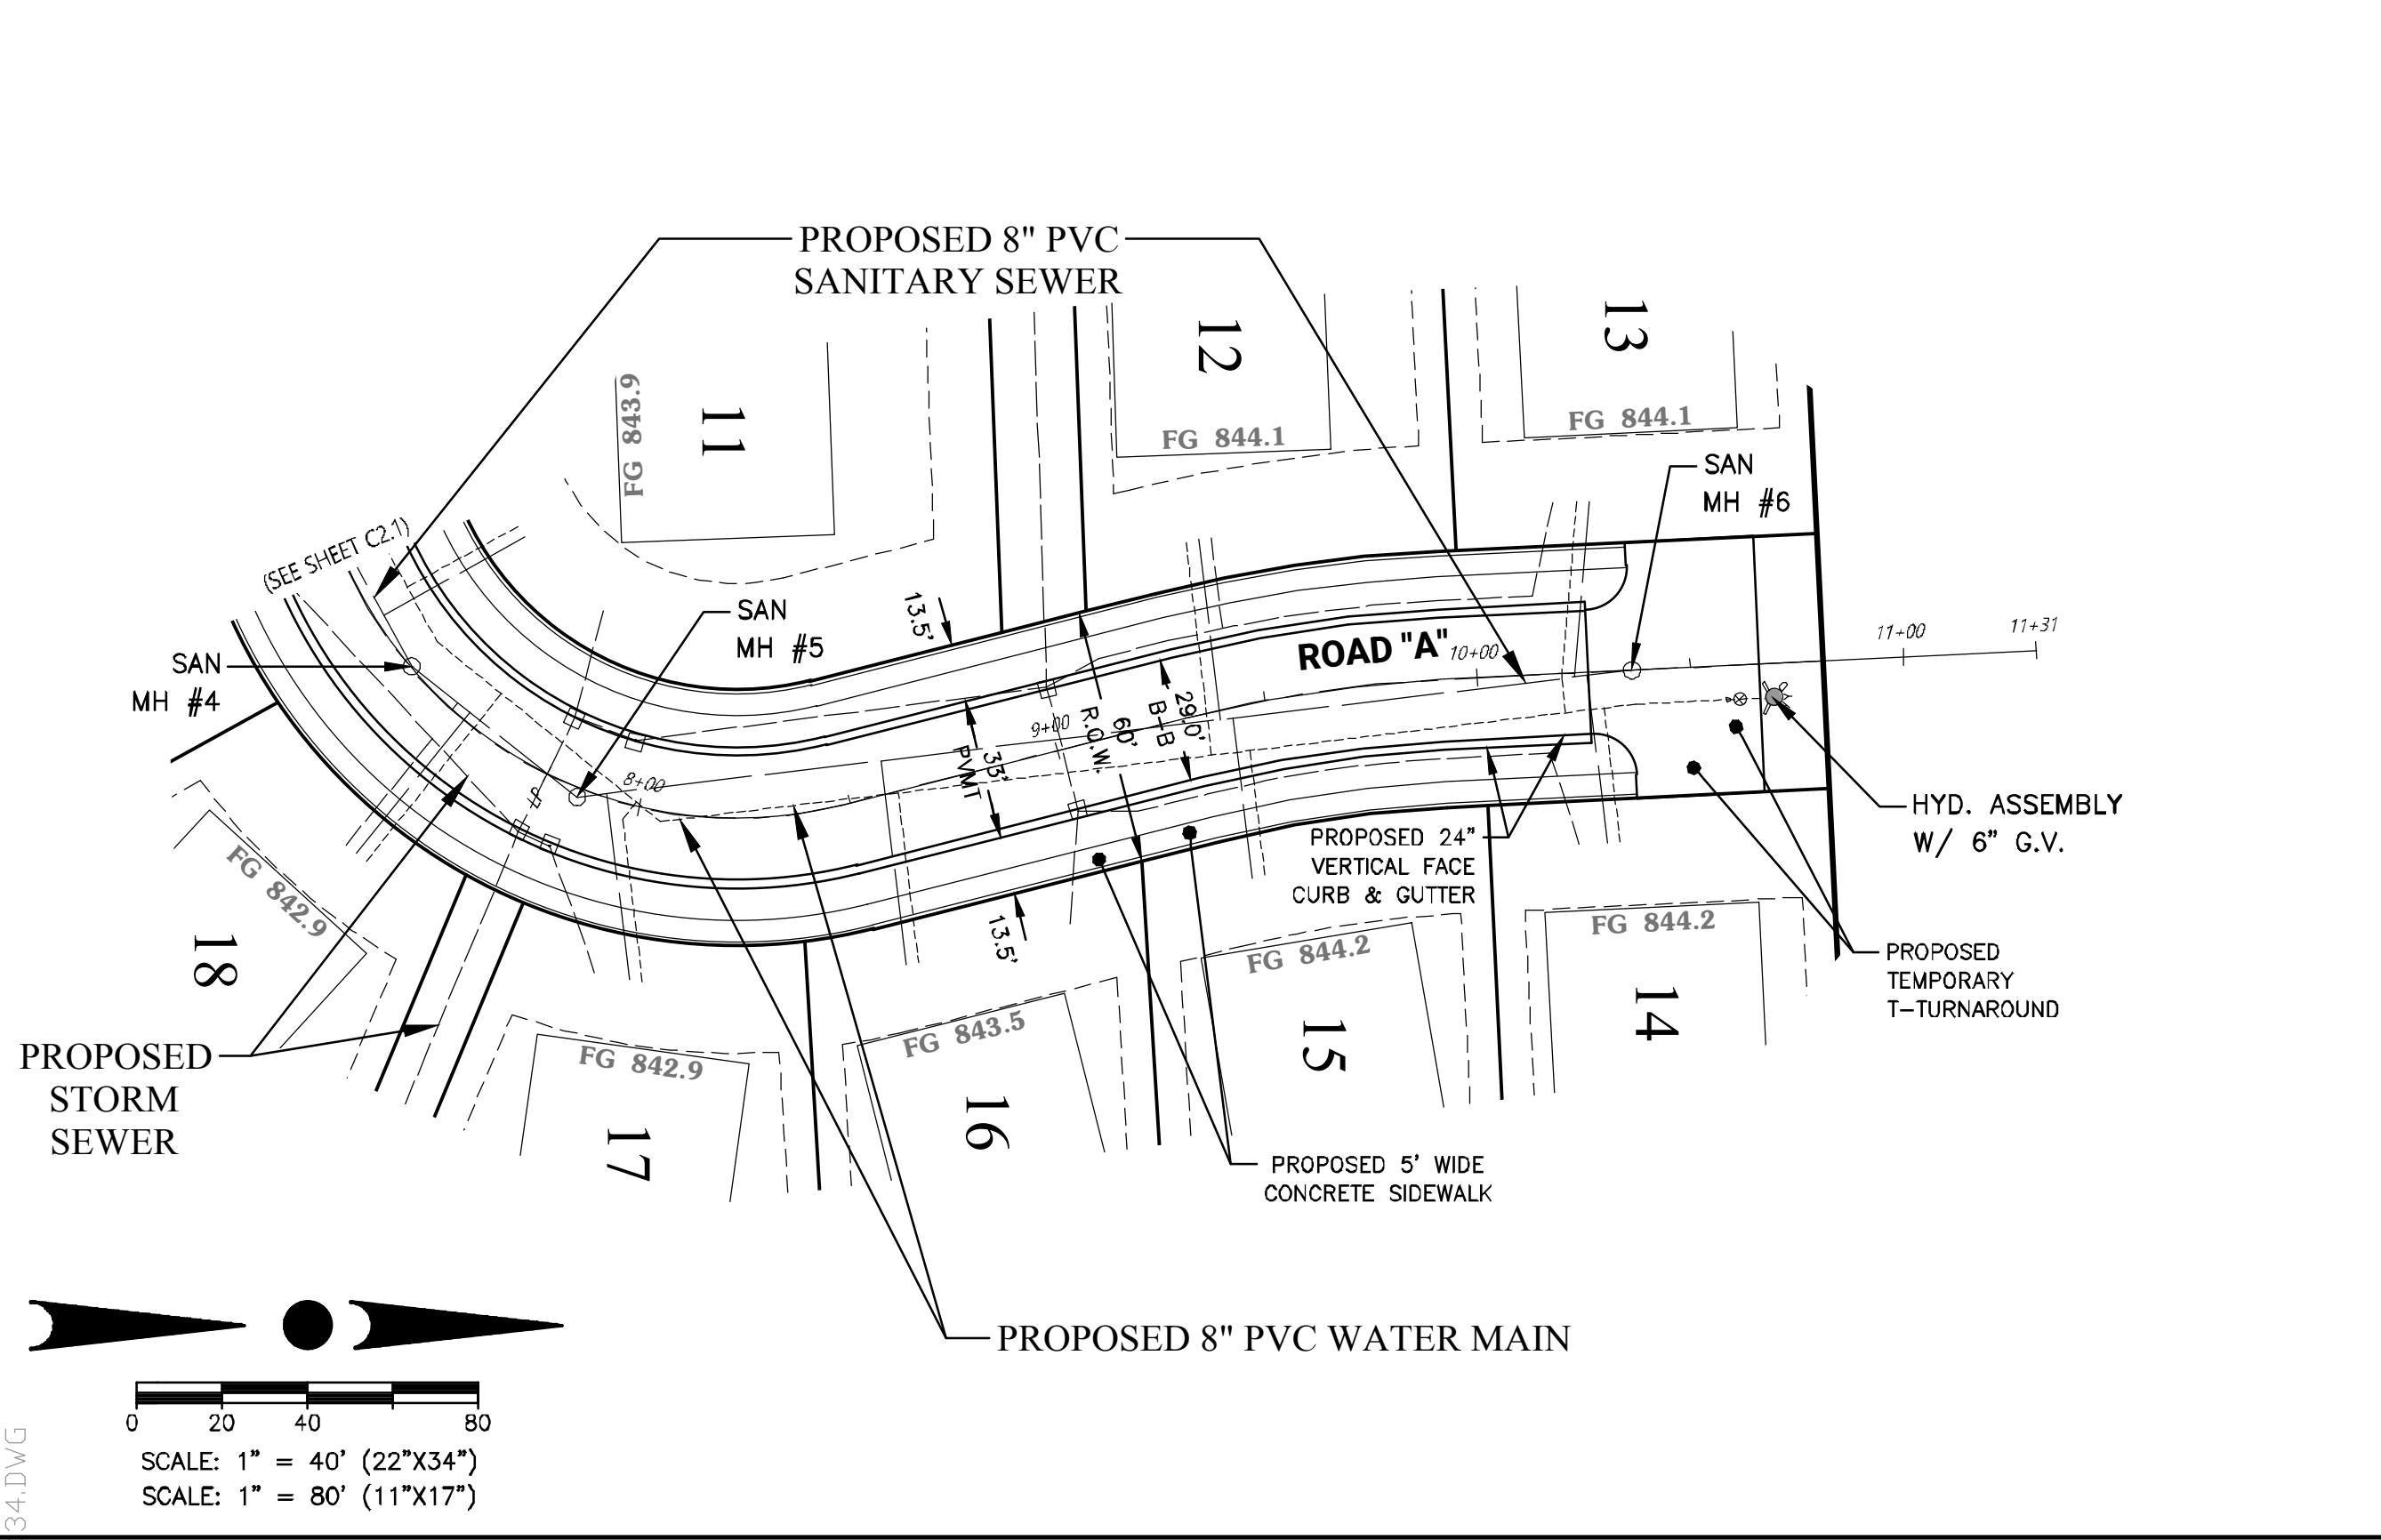 PROPOSED 8" PVC
SANITARY SEWER
11
FG 843.9
12
FG 844.1
13
FG 844.1
SAN
MH #6
(SEE SHEET C2.1)
SAN
MH #4
SAN
MH #5
13.5'
ROAD "A"
8+00
9+00
10+00
11+00
11+31
33'
PVMT
60'
R.O.W.
29.0'
B-B
13.5'
PROPOSED 24"
VERTICAL FACE
CURB & GUTTER
HYD. ASSEMBLY
W/ 6" G.V.
PROPOSED
TEMPORARY
T-TURNAROUND
18
FG 842.9
17
FG 842.9
16
FG 843.5
15
FG 844.2
14
FG 844.2
PROPOSED
STORM
SEWER
PROPOSED 5' WIDE
CONCRETE SIDEWALK
PROPOSED 8" PVC WATER MAIN
0 20 40 80
SCALE: 1" = 40' (22"X34")
SCALE: 1" = 80' (11"X17")
34.DWG